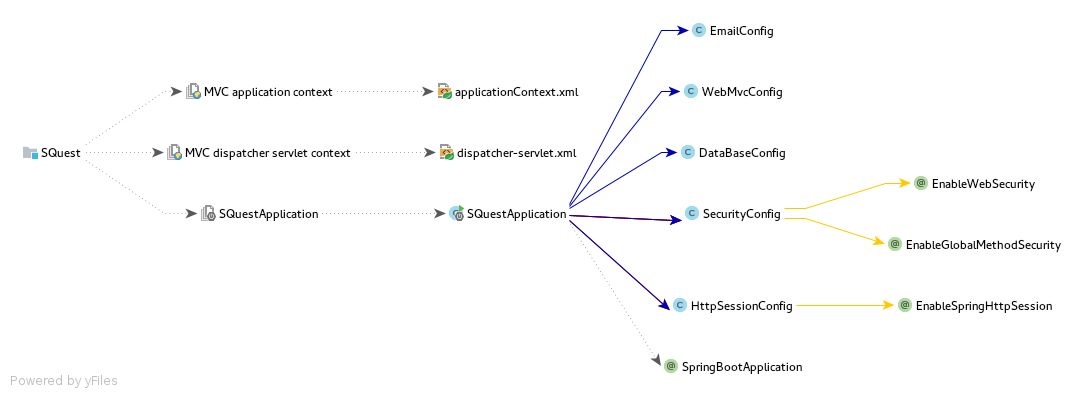 EmailConfig
MVC application context
applicationContext.xml
WebMvcConfig
SQuest
MVC dispatcher servlet context
dispatcher-servlet.xml
DataBaseConfig
EnableWebSecurity
SQuestApplication
SQuestApplication
SecurityConfig
EnableGlobalMethodSecurity
HttpSessionConfig
EnableSpringHttpSession
SpringBootApplication
Powered by yFiles